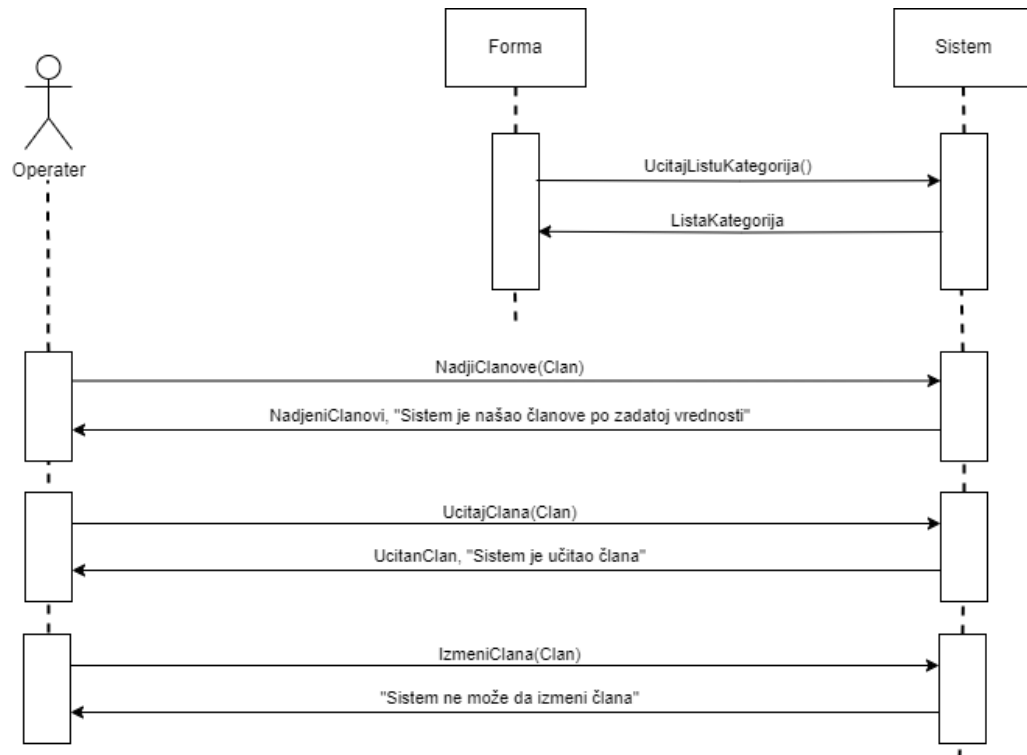 Forma
Sistem
Operater
UcitajListuKategorija()
ListaKategorija
NadjiClanove(Clan)
NadjeniClanovi, "Sistem je našao članove po zadatoj vrednosti"
UcitajClana(Clan)
UcitanClan, "Sistem je učitao člana"
IzmeniClana(Clan)
"Sistem ne može da izmeni člana"